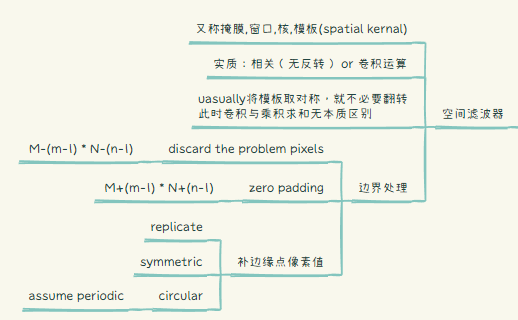 又称掩膜,窗口,核,模板(spatial kernal)
实质：相关（无反转）or 卷积运算
uasually将模板取对称，就不必要翻转
此时卷积与乘积求和无本质区别
空间滤波器
M-(m-l) * N-(n-l)
discard the problem pixels
M+(m-l) * N+(n-l)
zero padding
边界处理
replicate
symmetric
补边缘点像素值
assume periodic
circular